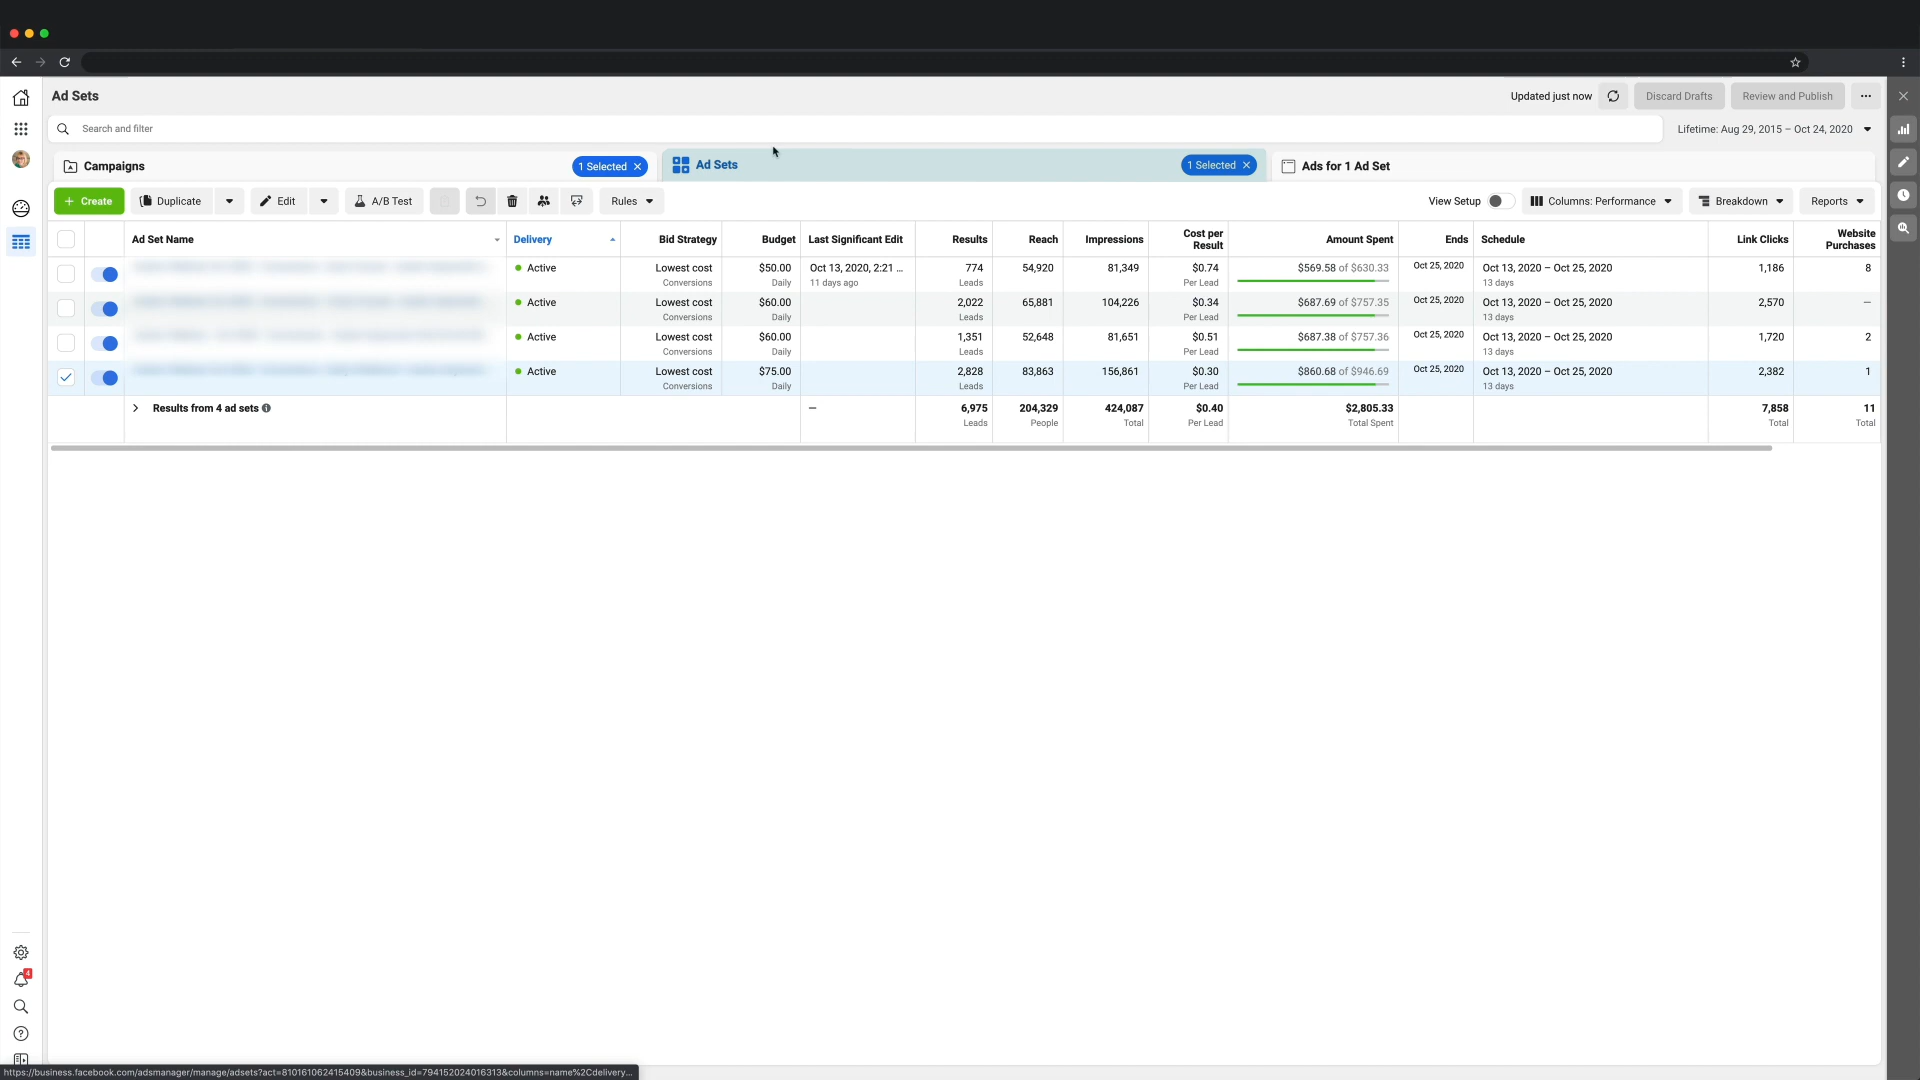 Ad Sets
Updated just now
Discard Drafts
Review and Publish
Search and filter
Lifetime: Aug 29, 2015 – Oct 24, 2020
Campaigns
1 Selected
Ad Sets
1 Selected
Ads for 1 Ad Set
Create
Duplicate
Edit
A/B Test
Rules
View Setup
Columns: Performance
Breakdown
Reports
Ad Set Name Delivery Bid Strategy Budget Last Significant Edit Results Reach Impressions Cost per Result Amount Spent Ends Schedule Link Clicks Website Purchases
Active Lowest cost $50.00 Oct 13, 2020, 2:21 ... 774 54,920 81,349 $0.74 $569.58 of $630.33 Oct 25, 2020 Oct 13, 2020 – Oct 25, 2020 1,186 8
Conversions Daily 11 days ago Leads Per Lead 13 days
Active Lowest cost $60.00 2,022 65,881 104,226 $0.34 $687.69 of $757.35 Oct 25, 2020 Oct 13, 2020 – Oct 25, 2020 2,570 —
Conversions Daily Leads Per Lead 13 days
Active Lowest cost $60.00 1,351 52,648 81,651 $0.51 $687.38 of $757.36 Oct 25, 2020 Oct 13, 2020 – Oct 25, 2020 1,720 2
Conversions Daily Leads Per Lead 13 days
Active Lowest cost $75.00 2,828 83,863 156,861 $0.30 $860.68 of $946.69 Oct 25, 2020 Oct 13, 2020 – Oct 25, 2020 2,382 1
Conversions Daily Leads Per Lead 13 days
Results from 4 ad sets — 6,975 204,329 424,087 $0.40 $2,805.33 7,858 11
Leads People Total Per Lead Total Spent Total Total
4
https://business.facebook.com/adsmanager/manage/adsets?act=810161062415409&business_id=794152024016313&columns=name%2Cdelivery...